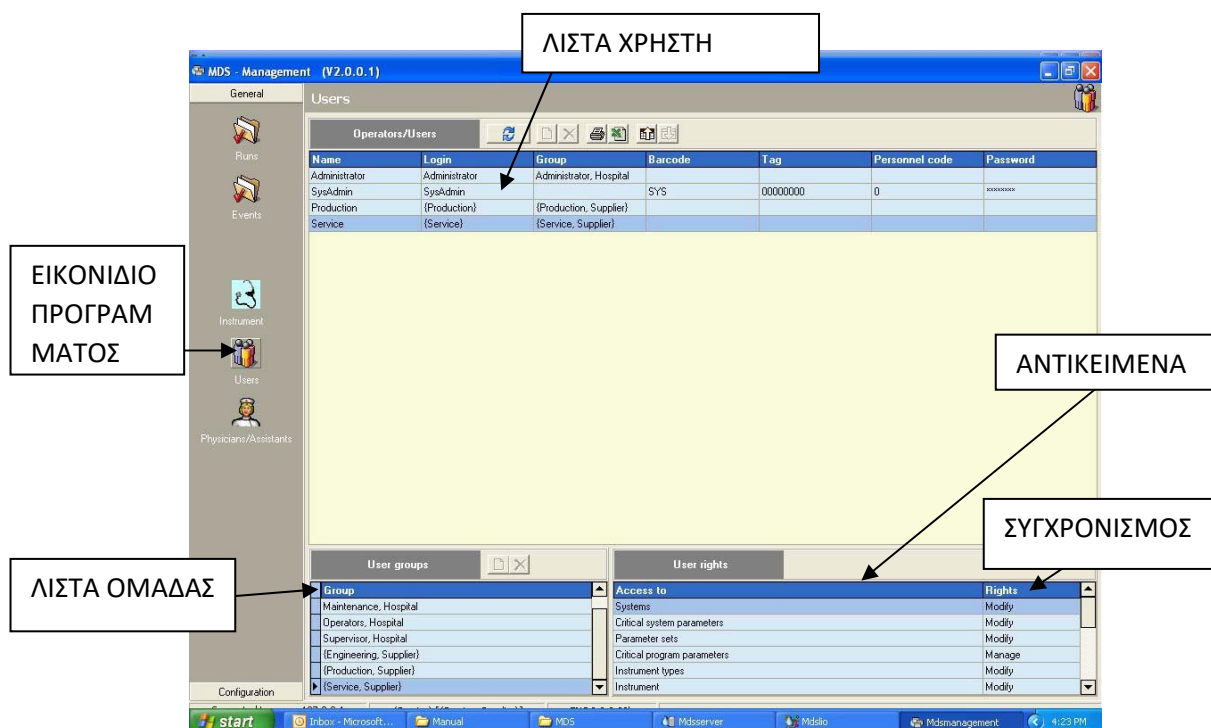 ΛΙΣΤΑ ΧΡΗΣΤΗ
MDS - Management (V2.0.0.1)
General
Users
Operators/Users
Runs
Events
Instrument
Users
Physicians/Assistants
Configuration
Name Login Group Barcode Tag Personnel code Password
Administrator Administrator Administrator, Hospital
SysAdmin SysAdmin SYS 00000000 0 xxxxxxxx
Production {Production} {Production, Supplier}
Service {Service} {Service, Supplier}
ΕΙΚΟΝΙΔΙΟ
ΠΡΟΓΡΑΜ
ΜΑΤΟΣ
ΑΝΤΙΚΕΙΜΕΝΑ
ΣΥΓΧΡΟΝΙΣΜΟΣ
ΛΙΣΤΑ ΟΜΑΔΑΣ
User groups
Group
Maintenance, Hospital
Operators, Hospital
Supervisor, Hospital
{Engineering, Supplier}
{Production, Supplier}
{Service, Supplier}
User rights
Access to Rights
Systems Modify
Critical system parameters Modify
Parameter sets Modify
Critical program parameters Manage
Instrument types Modify
Instrument Modify
start Inbox - Microsoft... Manual MDS Mdsserver Mdslio Mdsmanagement 4:23 PM